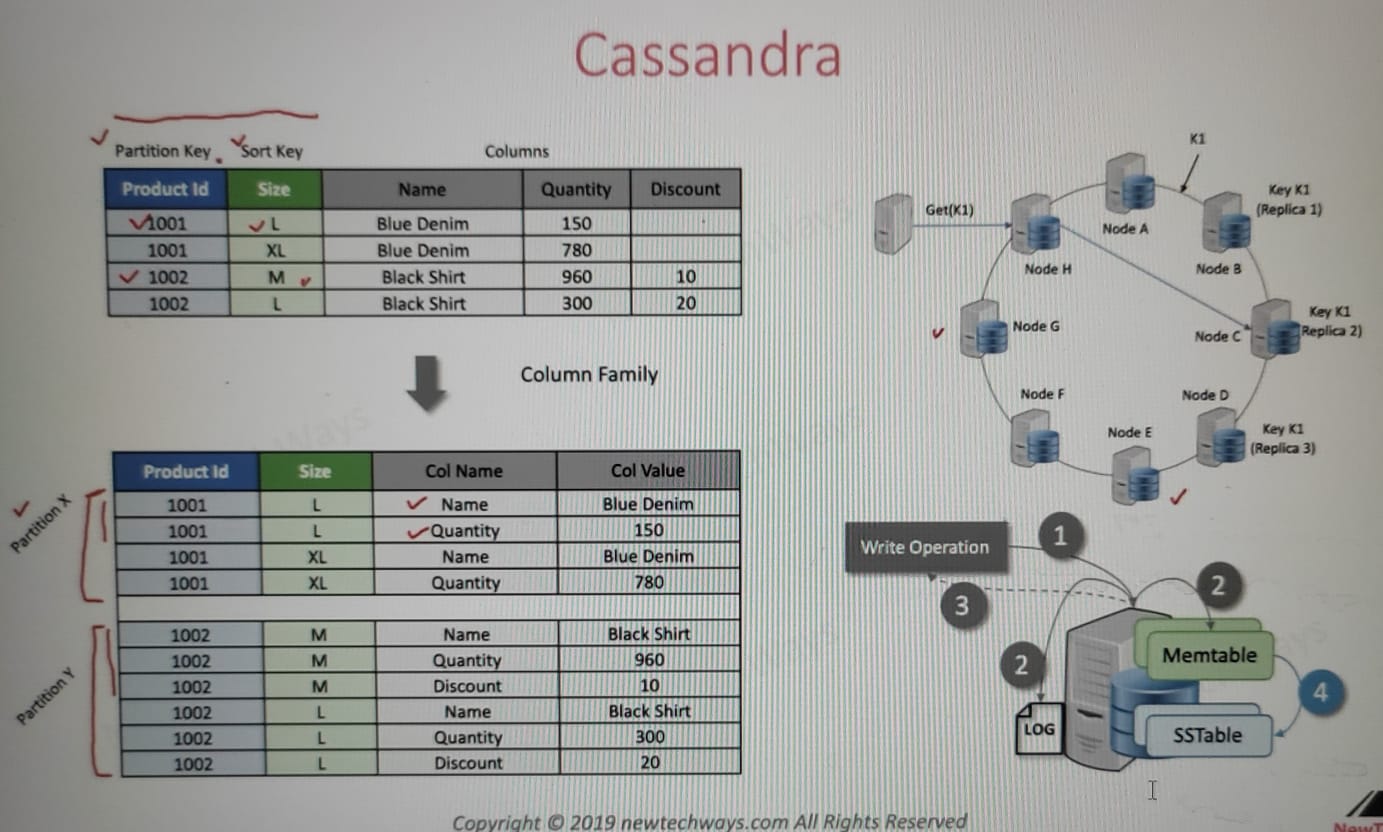 Cassandra
Partition Key Sort Key Columns
Product Id Size Name Quantity Discount
1001 L Blue Denim 150
1001 XL Blue Denim 780
1002 M Black Shirt 960 10
1002 L Black Shirt 300 20
Column Family
Product Id Size Col Name Col Value
Partition X
1001 L Name Blue Denim
1001 L Quantity 150
1001 XL Name Blue Denim
1001 XL Quantity 780
Partition Y
1002 M Name Black Shirt
1002 M Quantity 960
1002 M Discount 10
1002 L Name Black Shirt
1002 L Quantity 300
1002 L Discount 20
K1
Get(K1)
Node A
Key K1
(Replica 1)
Node H
Node B
Key K1
Replica 2)
Node G
Node C
Node F
Node D
Node E
Key K1
(Replica 3)
Write Operation
1
2
3
2
Memtable
4
LOG
SSTable
Copyright © 2019 newtechways.com All Rights Reserved